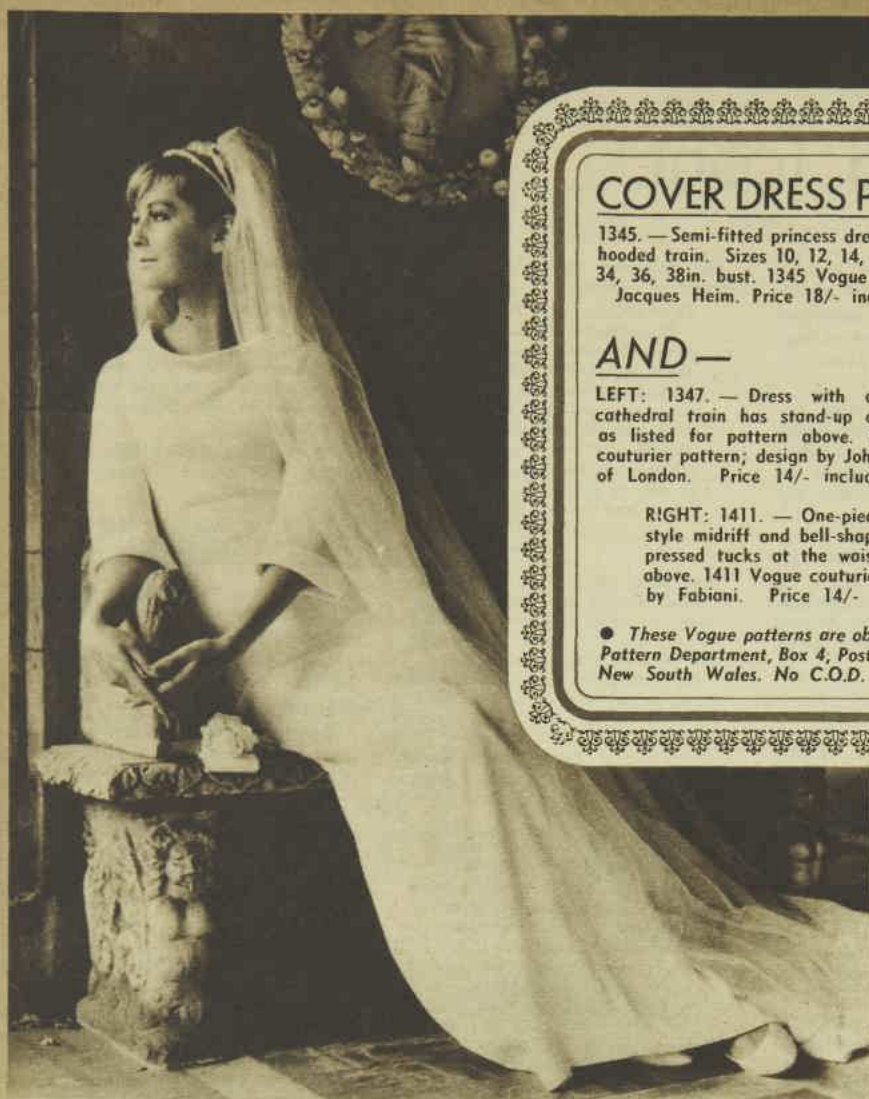 COVER DRESS P
1345. — Semi-fitted princess dre
hooded train. Sizes 10, 12, 14,
34, 36, 38in. bust. 1345 Vogue
Jacques Heim. Price 18/- in
AND —
LEFT: 1347. — Dress with
cathedral train has stand-up
as listed for pattern above.
couturier pattern; design by Joh
of London. Price 14/- includ
RIGHT: 1411. — One-piec
style midriff and bell-shap
pressed tucks at the wais
above. 1411 Vogue couturi
by Fabiani. Price 14/-
● These Vogue patterns are ob
Pattern Department, Box 4, Post
New South Wales. No C.O.D.